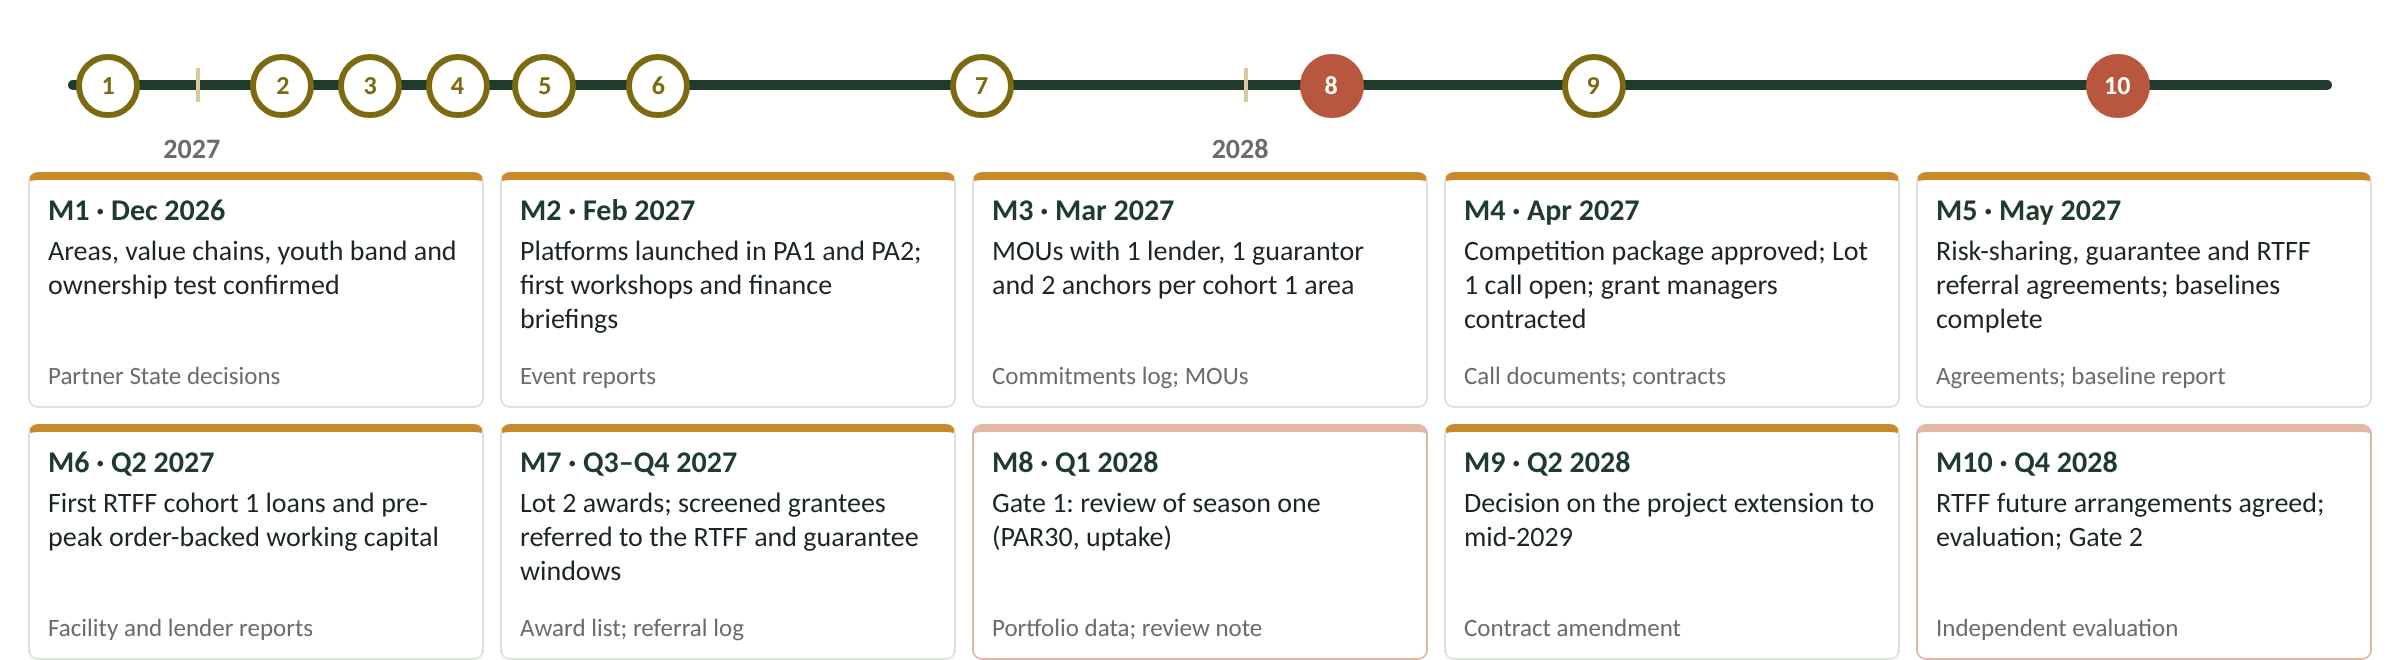 1 2 3 4 5 6 7 8 9 10
2027 2028
M1 · Dec 2026
Areas, value chains, youth band and
ownership test confirmed
Partner State decisions
M2 · Feb 2027
Platforms launched in PA1 and PA2;
first workshops and finance
briefings
Event reports
M3 · Mar 2027
MOUs with 1 lender, 1 guarantor
and 2 anchors per cohort 1 area
Commitments log; MOUs
M4 · Apr 2027
Competition package approved; Lot
1 call open; grant managers
contracted
Call documents; contracts
M5 · May 2027
Risk-sharing, guarantee and RTFF
referral agreements; baselines
complete
Agreements; baseline report
M6 · Q2 2027
First RTFF cohort 1 loans and pre-
peak order-backed working capital
Facility and lender reports
M7 · Q3–Q4 2027
Lot 2 awards; screened grantees
referred to the RTFF and guarantee
windows
Award list; referral log
M8 · Q1 2028
Gate 1: review of season one
(PAR30, uptake)
Portfolio data; review note
M9 · Q2 2028
Decision on the project extension to
mid-2029
Contract amendment
M10 · Q4 2028
RTFF future arrangements agreed;
evaluation; Gate 2
Independent evaluation